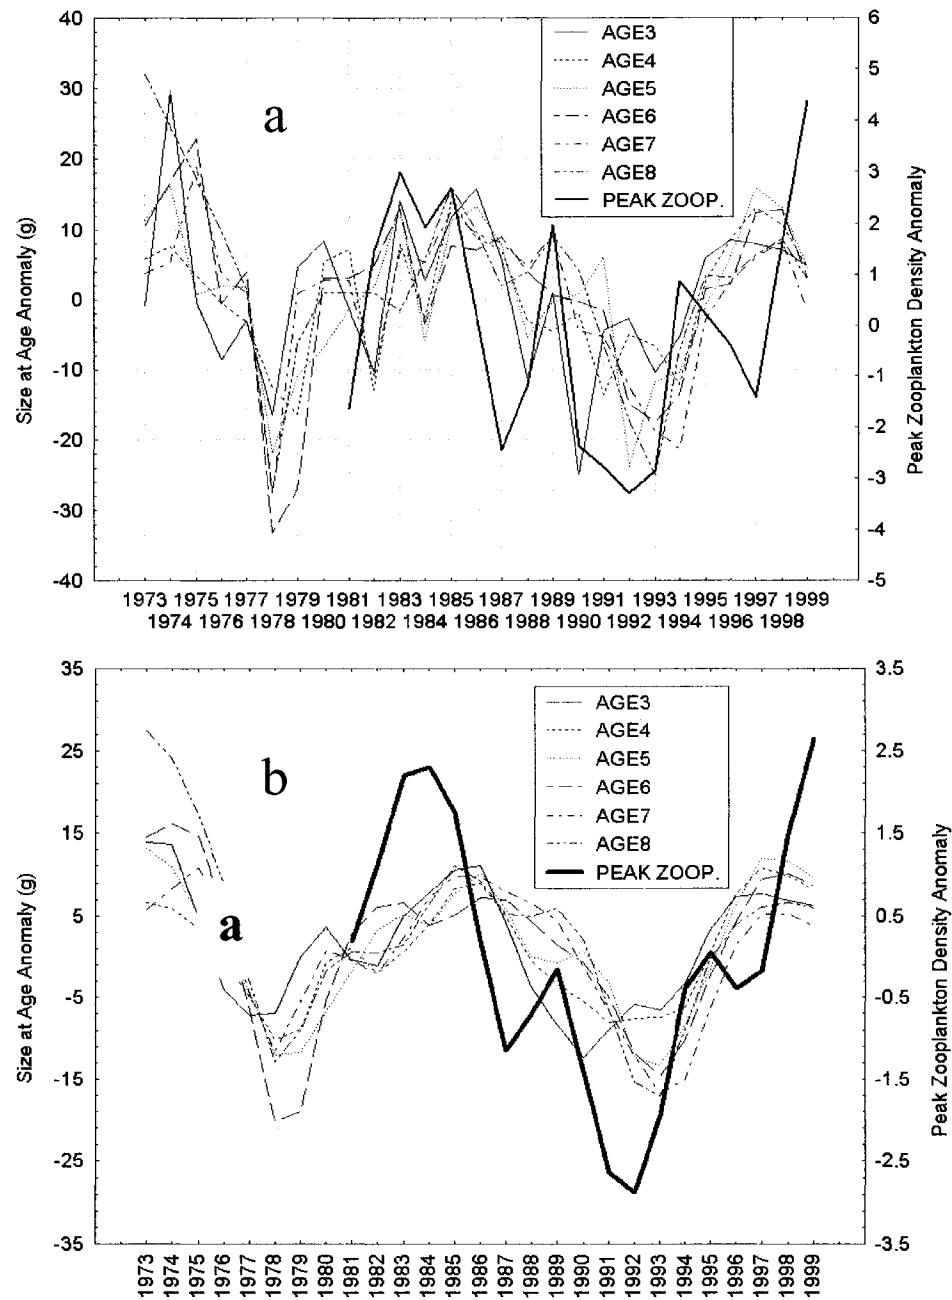 40
30
20
10
0
-10
-20
-30
-40
Size at Age Anomaly (g)
a
AGE3
AGE4
AGE5
AGE6
AGE7
AGE8
PEAK ZOOP.
6
5
4
3
2
1
0
-1
-2
-3
-4
-5
Peak Zooplankton Density Anomaly
1973 1975 1977 1979 1981 1983 1985 1987 1989 1991 1993 1995 1997 1999
1974 1976 1978 1980 1982 1984 1986 1988 1990 1992 1994 1996 1998
35
25
15
5
-5
-15
-25
-35
Size at Age Anomaly (g)
b
a
AGE3
AGE4
AGE5
AGE6
AGE7
AGE8
PEAK ZOOP.
3.5
2.5
1.5
0.5
-0.5
-1.5
-2.5
-3.5
Peak Zooplankton Density Anomaly
1973
1974
1975
1976
1977
1978
1979
1980
1981
1982
1983
1984
1985
1986
1987
1988
1989
1990
1991
1992
1993
1994
1995
1996
1997
1998
1999